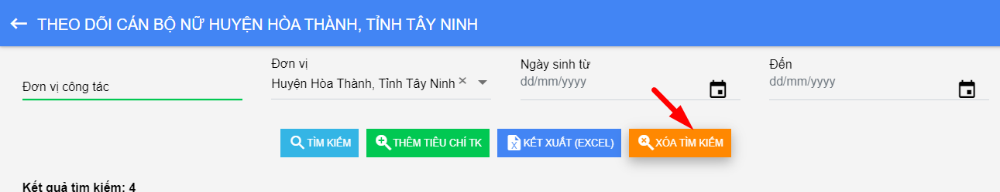 THEO DÕI CÁN BỘ NỮ HUYỆN HÒA THÀNH, TỈNH TÂY NINH
Đơn vị công tác
Đơn vị
Huyện Hòa Thành, Tỉnh Tây Ninh
Ngày sinh từ
dd/mm/yyyy
Đến
dd/mm/yyyy
TÌM KIẾM
THÊM TIÊU CHÍ TK
KẾT XUẤT (EXCEL)
XÓA TÌM KIẾM
Kết quả tìm kiếm: 4